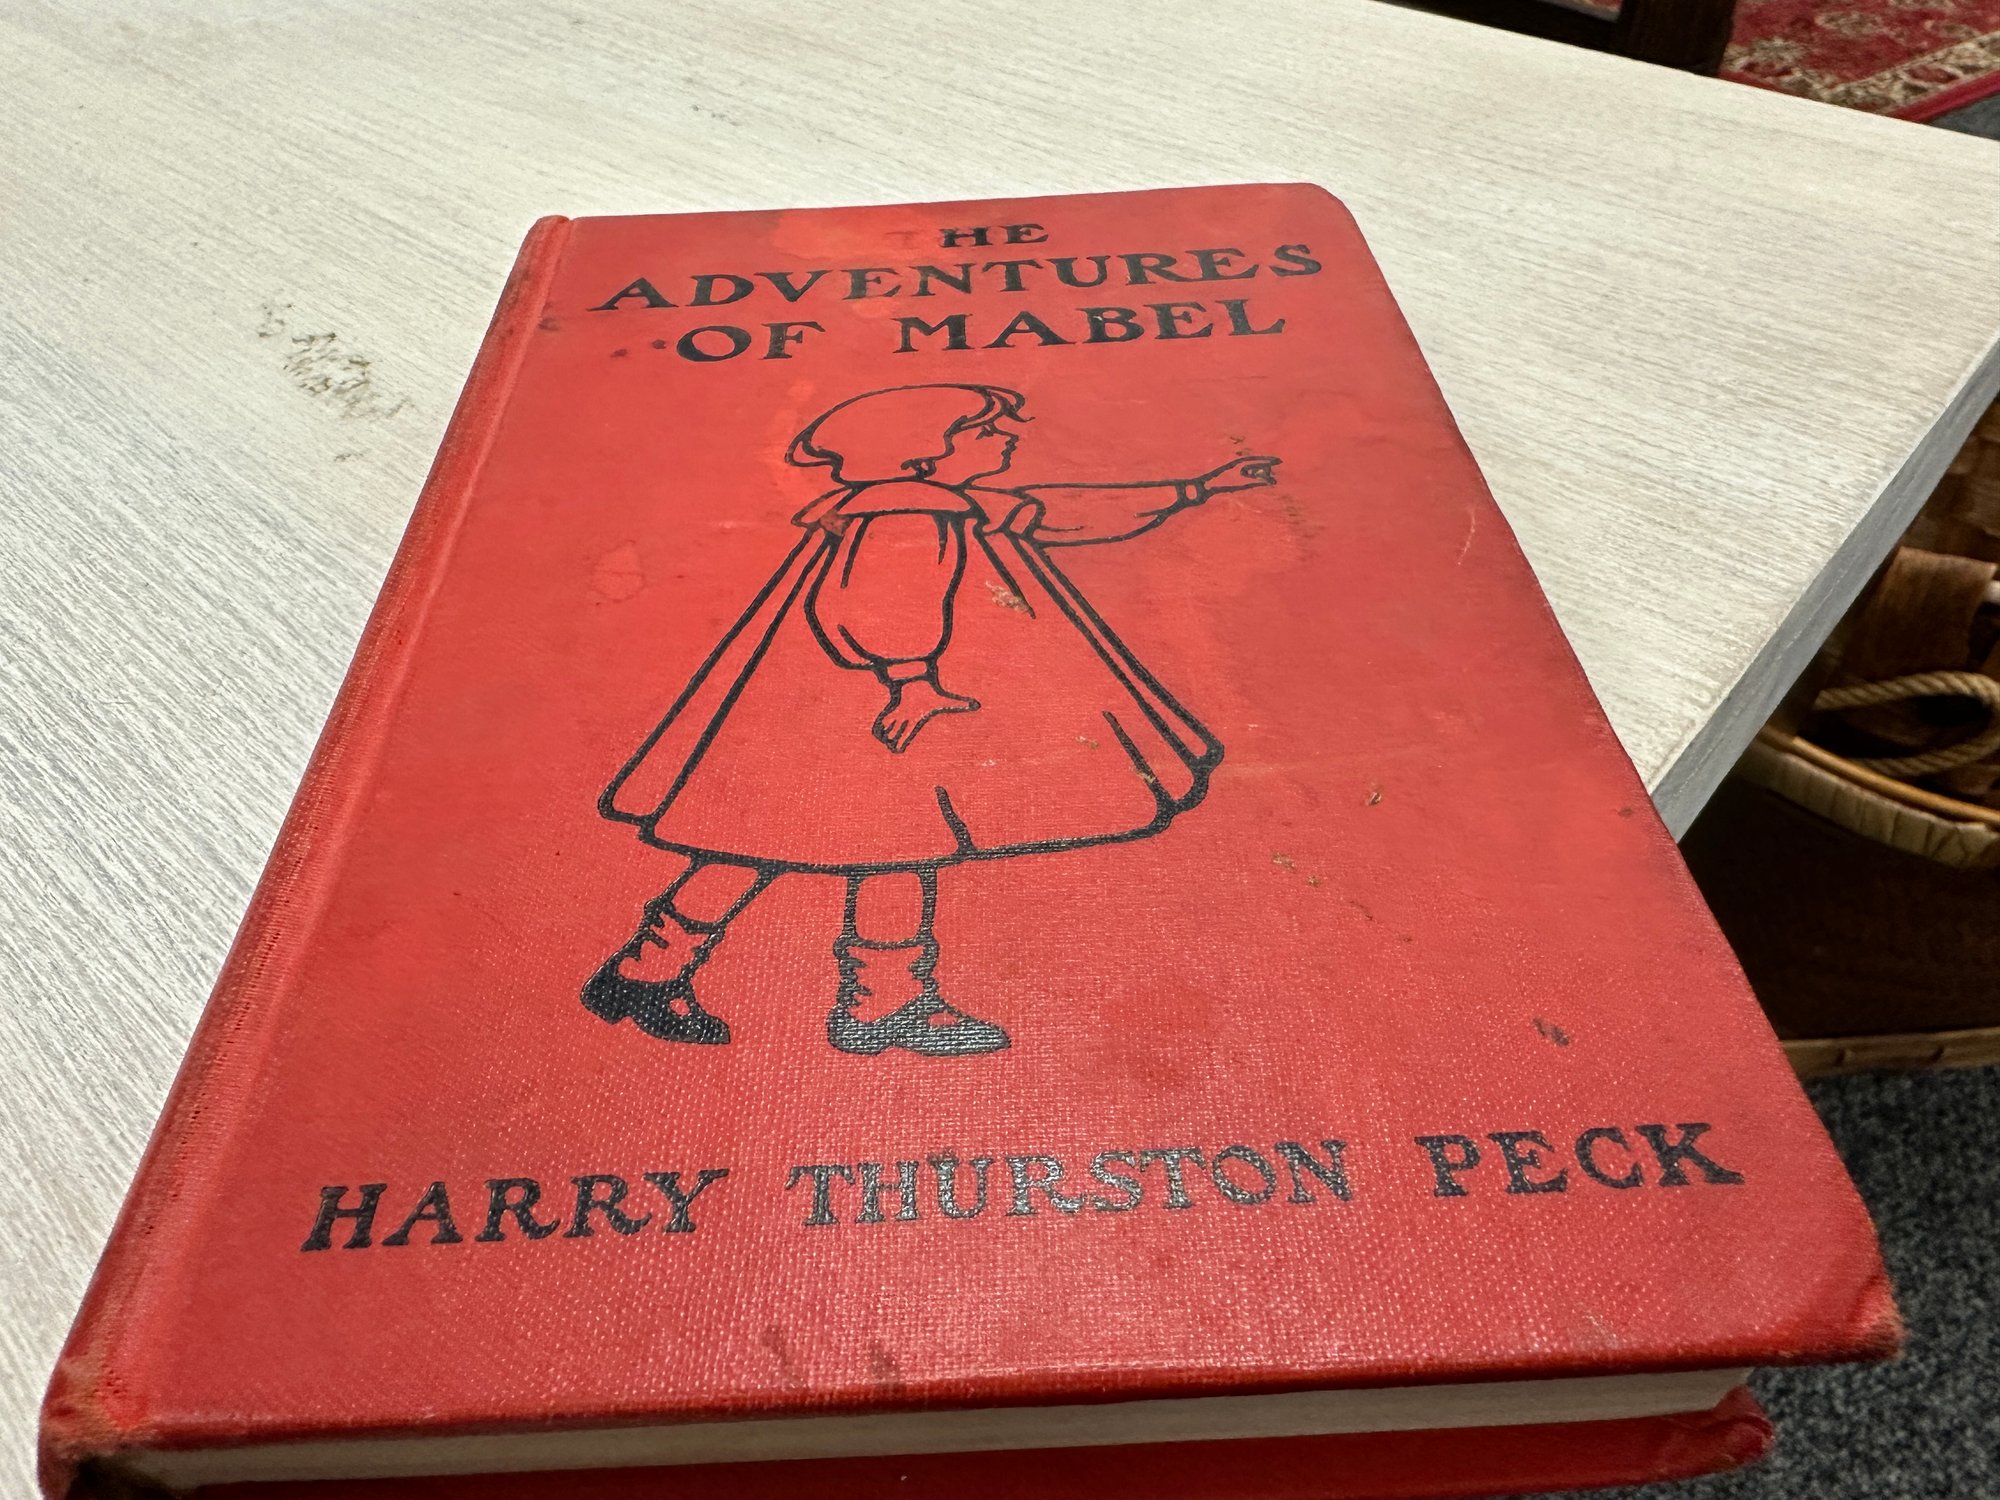 HE
ADVENTURES
OF MABEL
HARRY THURSTON PECK